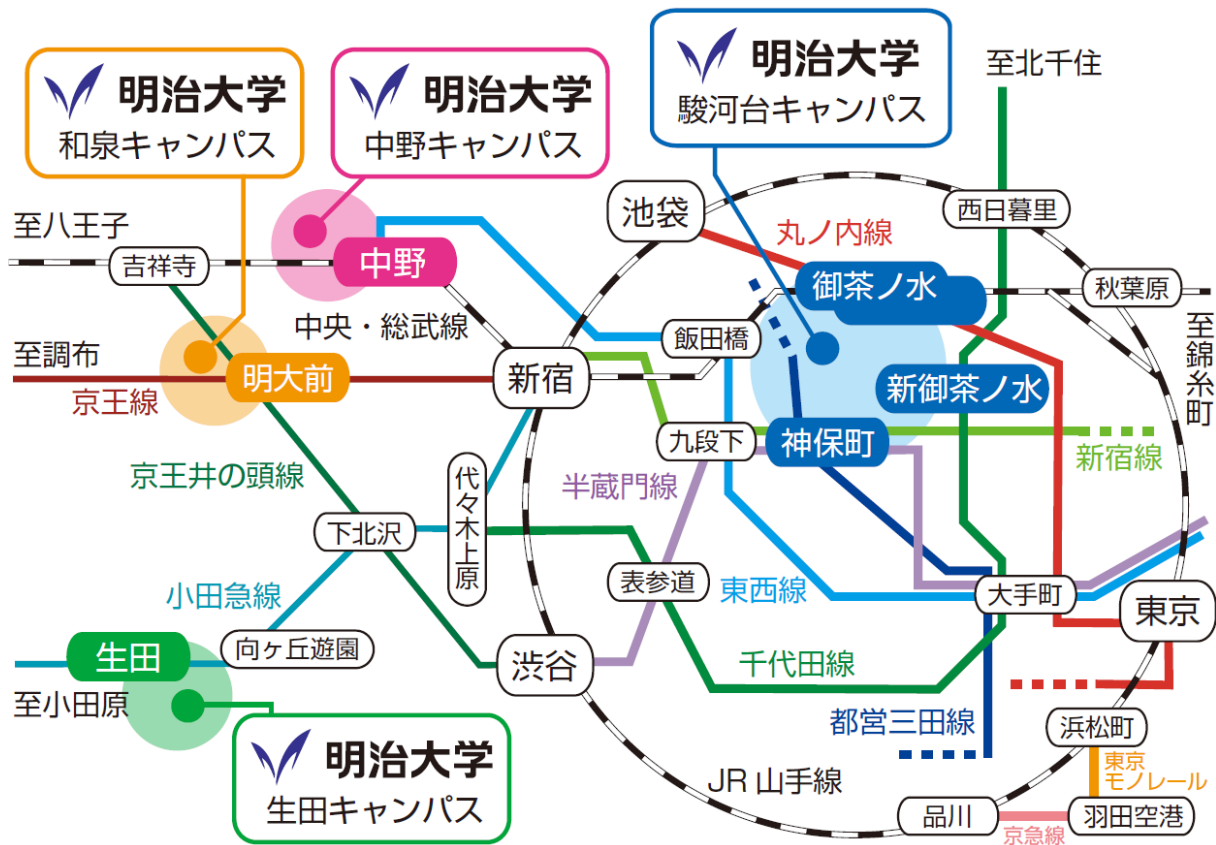 明治大学
和泉キャンパス
明治大学
中野キャンパス
明治大学
駿河台キャンパス
至北千住
至八王子
吉祥寺
中野
池袋
丸ノ内線
西日暮里
御茶ノ水
秋葉原
中央・総武線
飯田橋
至錦糸町
至調布
明大前
新宿
新御茶ノ水
京王線
九段下
神保町
新宿線
京王井の頭線
半蔵門線
代々木上原
下北沢
表参道
東西線
大手町
東京
小田急線
向ヶ丘遊園
生田
渋谷
千代田線
至小田原
都営三田線
浜松町
明治大学
生田キャンパス
JR 山手線
東京
モノレール
品川
京急線
羽田空港